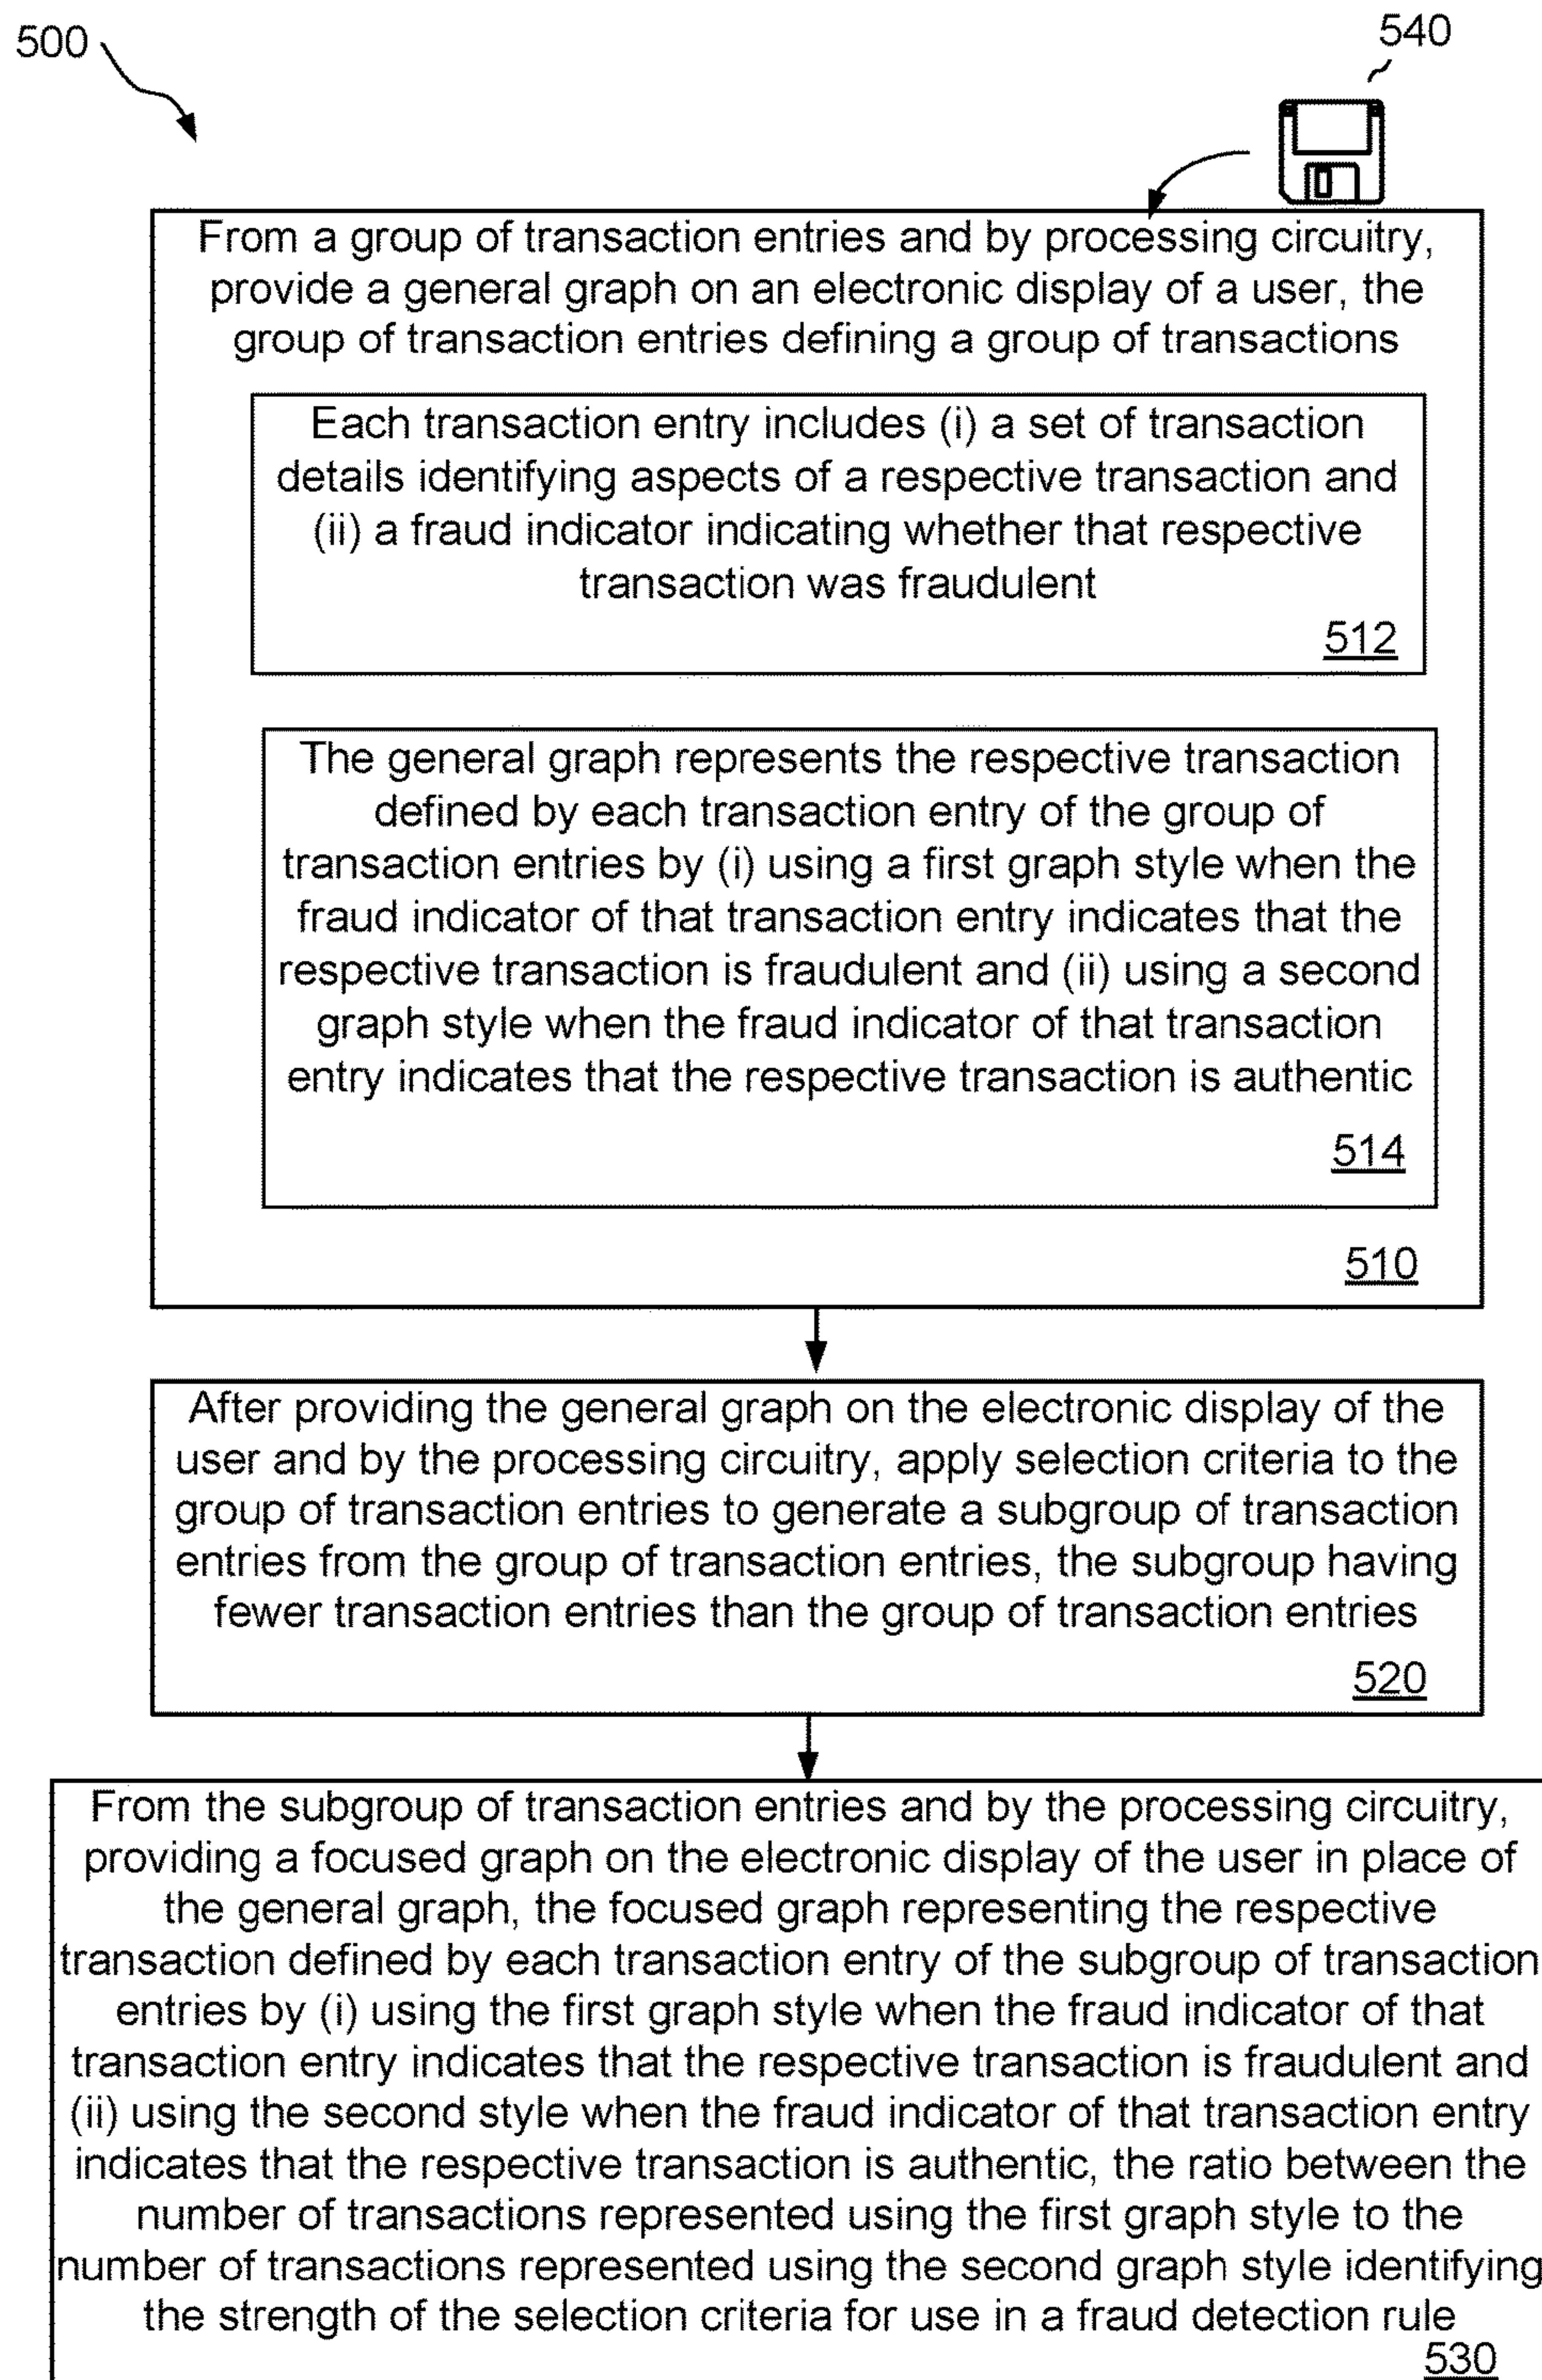 500
540
From a group of transaction entries and by processing circuitry,
provide a general graph on an electronic display of a user, the
group of transaction entries defining a group of transactions
Each transaction entry includes (i) a set of transaction
details identifying aspects of a respective transaction and
(ii) a fraud indicator indicating whether that respective
transaction was fraudulent
512
The general graph represents the respective transaction
defined by each transaction entry of the group of
transaction entries by (i) using a first graph style when the
fraud indicator of that transaction entry indicates that the
respective transaction is fraudulent and (ii) using a second
graph style when the fraud indicator of that transaction
entry indicates that the respective transaction is authentic
514
510
After providing the general graph on the electronic display of the
user and by the processing circuitry, apply selection criteria to the
group of transaction entries to generate a subgroup of transaction
entries from the group of transaction entries, the subgroup having
fewer transaction entries than the group of transaction entries
520
From the subgroup of transaction entries and by the processing circuitry,
providing a focused graph on the electronic display of the user in place of
the general graph, the focused graph representing the respective
transaction defined by each transaction entry of the subgroup of transaction
entries by (i) using the first graph style when the fraud indicator of that
transaction entry indicates that the respective transaction is fraudulent and
(ii) using the second style when the fraud indicator of that transaction entry
indicates that the respective transaction is authentic, the ratio between the
number of transactions represented using the first graph style to the
number of transactions represented using the second graph style identifying
the strength of the selection criteria for use in a fraud detection rule
530